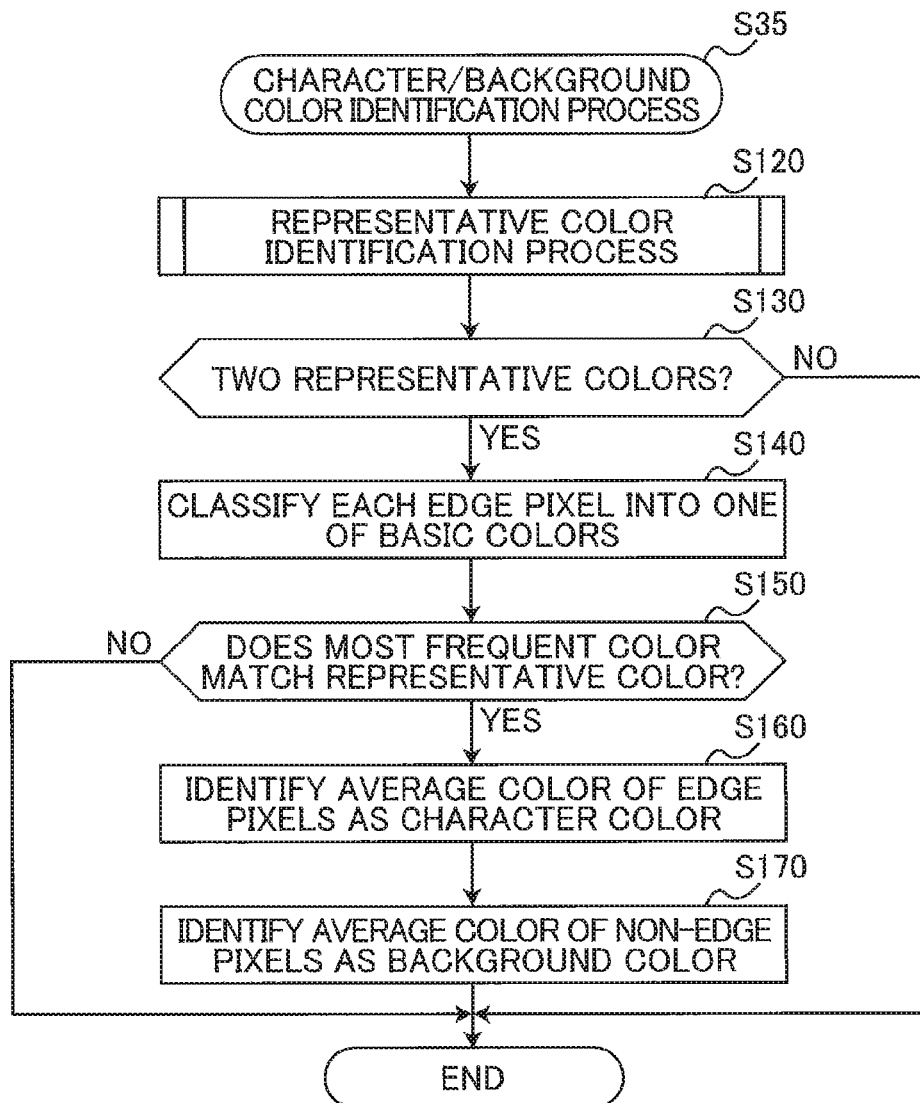 S35
CHARACTER/BACKGROUND
COLOR IDENTIFICATION PROCESS
S120
REPRESENTATIVE COLOR
IDENTIFICATION PROCESS
S130
TWO REPRESENTATIVE COLORS?
NO
YES
S140
CLASSIFY EACH EDGE PIXEL INTO ONE
OF BASIC COLORS
S150
NO
DOES MOST FREQUENT COLOR
MATCH REPRESENTATIVE COLOR?
YES
S160
IDENTIFY AVERAGE COLOR OF EDGE
PIXELS AS CHARACTER COLOR
S170
IDENTIFY AVERAGE COLOR OF NON-EDGE
PIXELS AS BACKGROUND COLOR
END